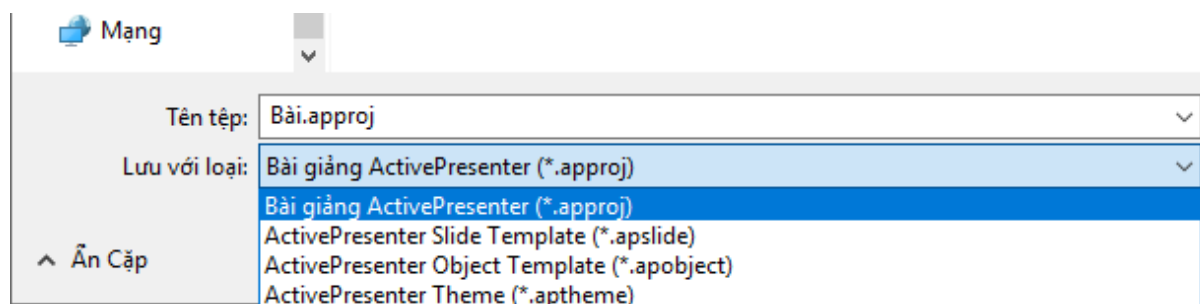 Mạng
Tên tệp: Bài.approj
Lưu với loại: Bài giảng ActivePresenter (*.approj)
Bài giảng ActivePresenter (*.approj)
ActivePresenter Slide Template (*.apslide)
Ẩn Cặp
ActivePresenter Object Template (*.apobject)
ActivePresenter Theme (*.aptheme)